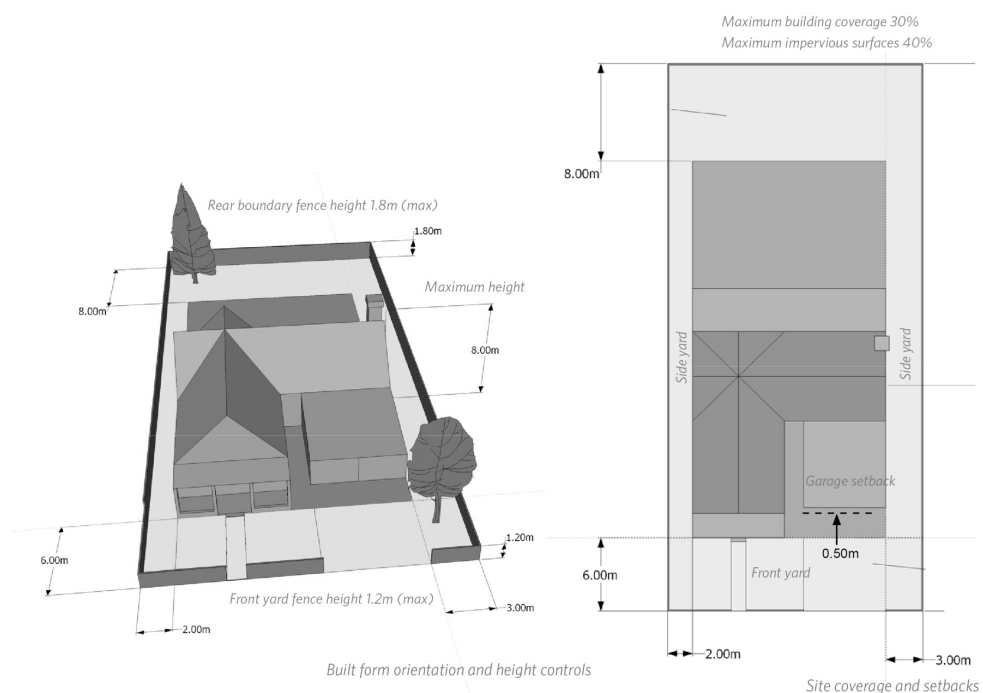 Maximum building coverage 30%
Maximum impervious surfaces 40%
8.00m
Rear boundary fence height 1.8m (max)
1.80m
Maximum height
8.00m
8.00m
Side yard
Side yard
Garage setback
0.50m
6.00m
1.20m
6.00m
Front yard
Front yard fence height 1.2m (max)
3.00m
2.00m
2.00m
3.00m
Built form orientation and height controls
Site coverage and setbacks